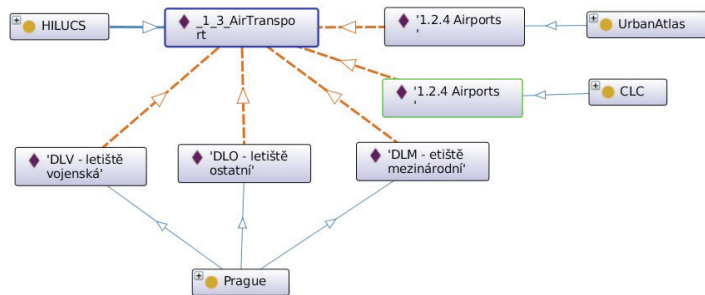 HILUCS
_1_3_AirTranspo
rt
'1.2.4 Airports
'
UrbanAtlas
'1.2.4 Airports
'
CLC
'DLV - letiště
vojenská'
'DLO - letiště
ostatní'
'DLM - etiště
mezinárodní'
Prague